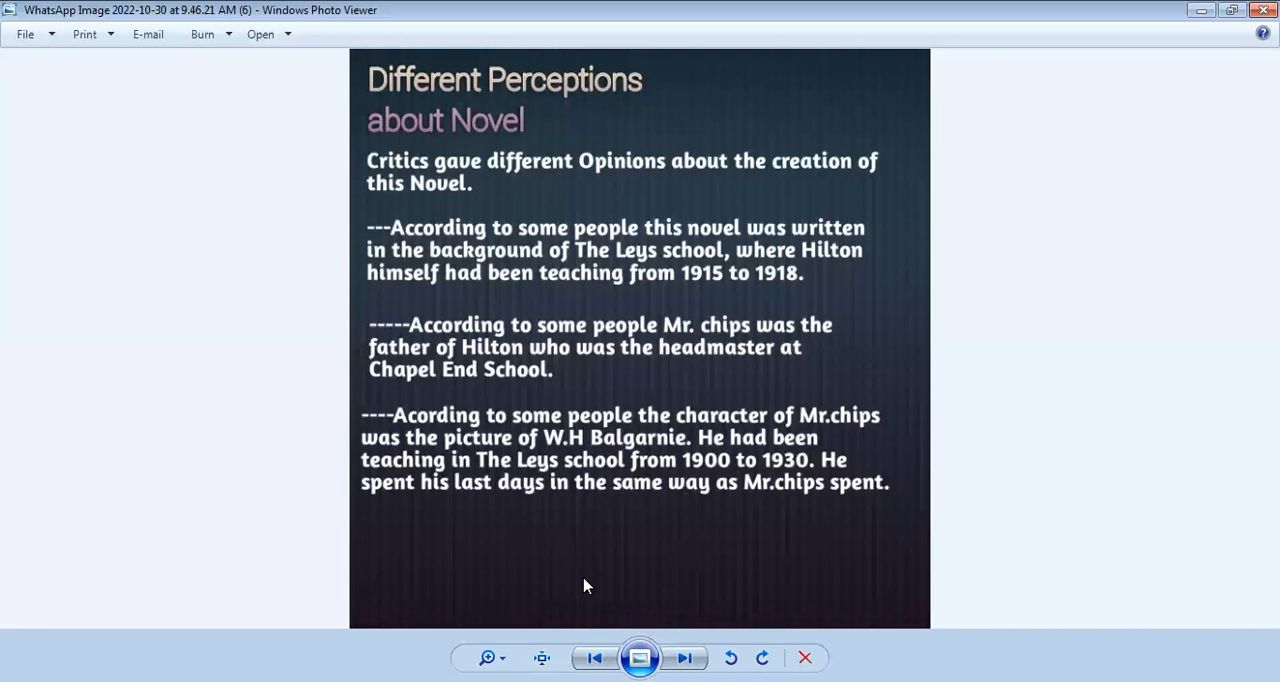 WhatsApp Image 2022-10-30 at 9.46.21 AM (6) - Windows Photo Viewer
File Print E-mail Burn Open
Different Perceptions
about Novel
Critics gave different Opinions about the creation of
this Novel.
---According to some people this novel was written
in the background of The Leys school, where Hilton
himself had been teaching from 1915 to 1918.
-----According to some people Mr. chips was the
father of Hilton who was the headmaster at
Chapel End School.
----Acording to some people the character of Mr.chips
was the picture of W.H Balgarnie. He had been
teaching in The Leys school from 1900 to 1930. He
spent his last days in the same way as Mr.chips spent.